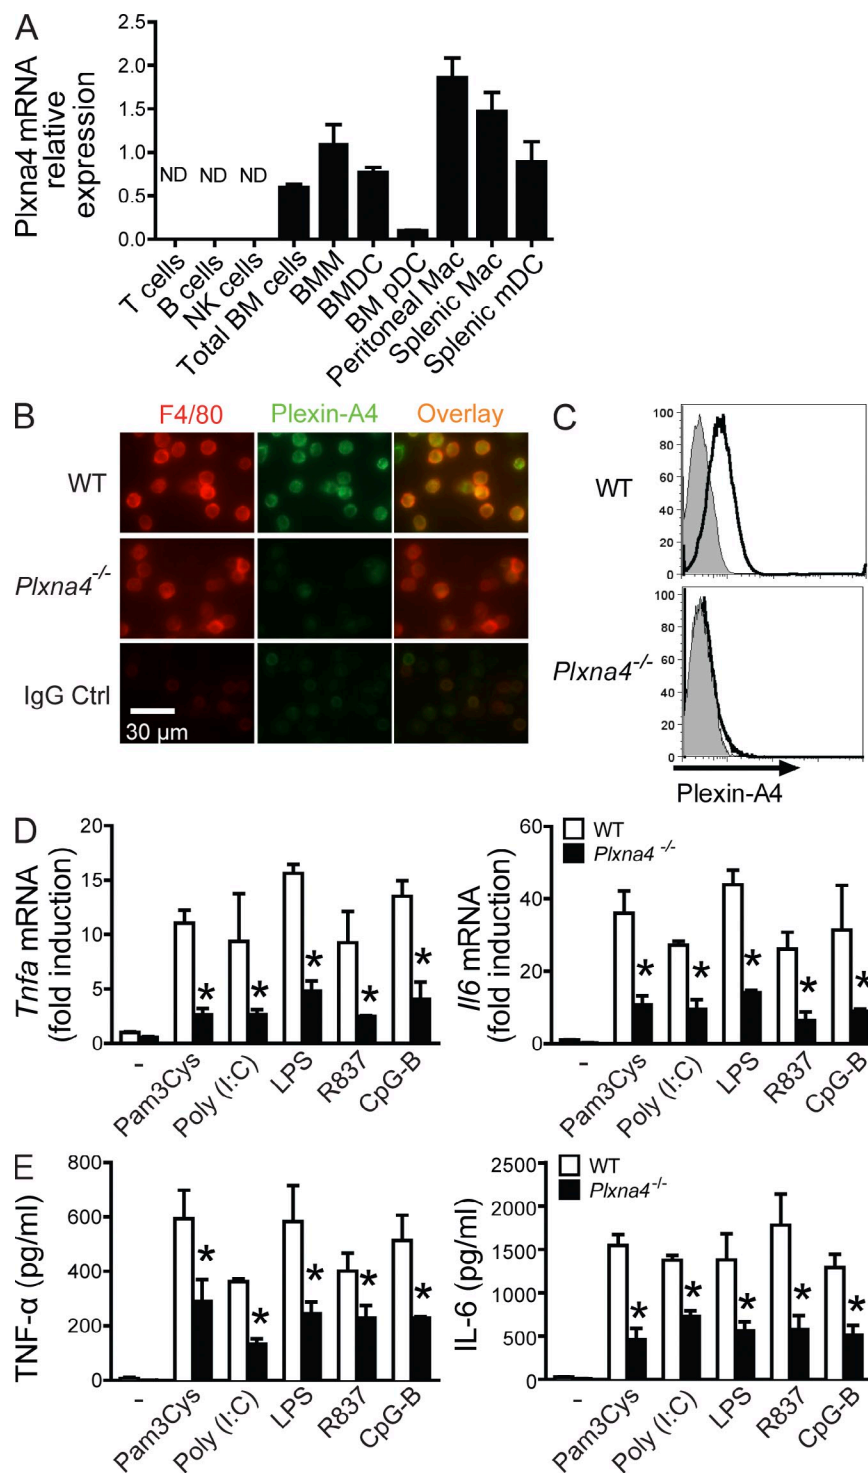 A
Plxna4 mRNA
relative
expression
2.5
2.0
1.5
1.0
0.5
0.0
ND ND ND
T cells
B cells
NK cells
Total BM cells
BMM
BMDC
BM pDC
Peritoneal Mac
Splenic Mac
Splenic mDC
B
F4/80 Plexin-A4 Overlay
WT
Plxna4-/-
IgG Ctrl
30 µm
C
WT
100
80
60
40
20
0
Plxna4-/-
100
80
60
40
20
0
Plexin-A4
D
Tnfa mRNA
(fold induction)
20
15
10
5
0
* * * * *
-
Pam3Cys
Poly (I:C)
LPS
R837
CpG-B
Il6 mRNA
(fold induction)
60
40
20
0
WT
Plxna4 -/-
* * * * *
-
Pam3Cys
Poly (I:C)
LPS
R837
CpG-B
E
TNF-α (pg/ml)
800
600
400
200
0
* * * * *
-
Pam3Cys
Poly (I:C)
LPS
R837
CpG-B
IL-6 (pg/ml)
2500
2000
1500
1000
500
0
WT
Plxna4-/-
* * * * *
-
Pam3Cys
Poly (I:C)
LPS
R837
CpG-B